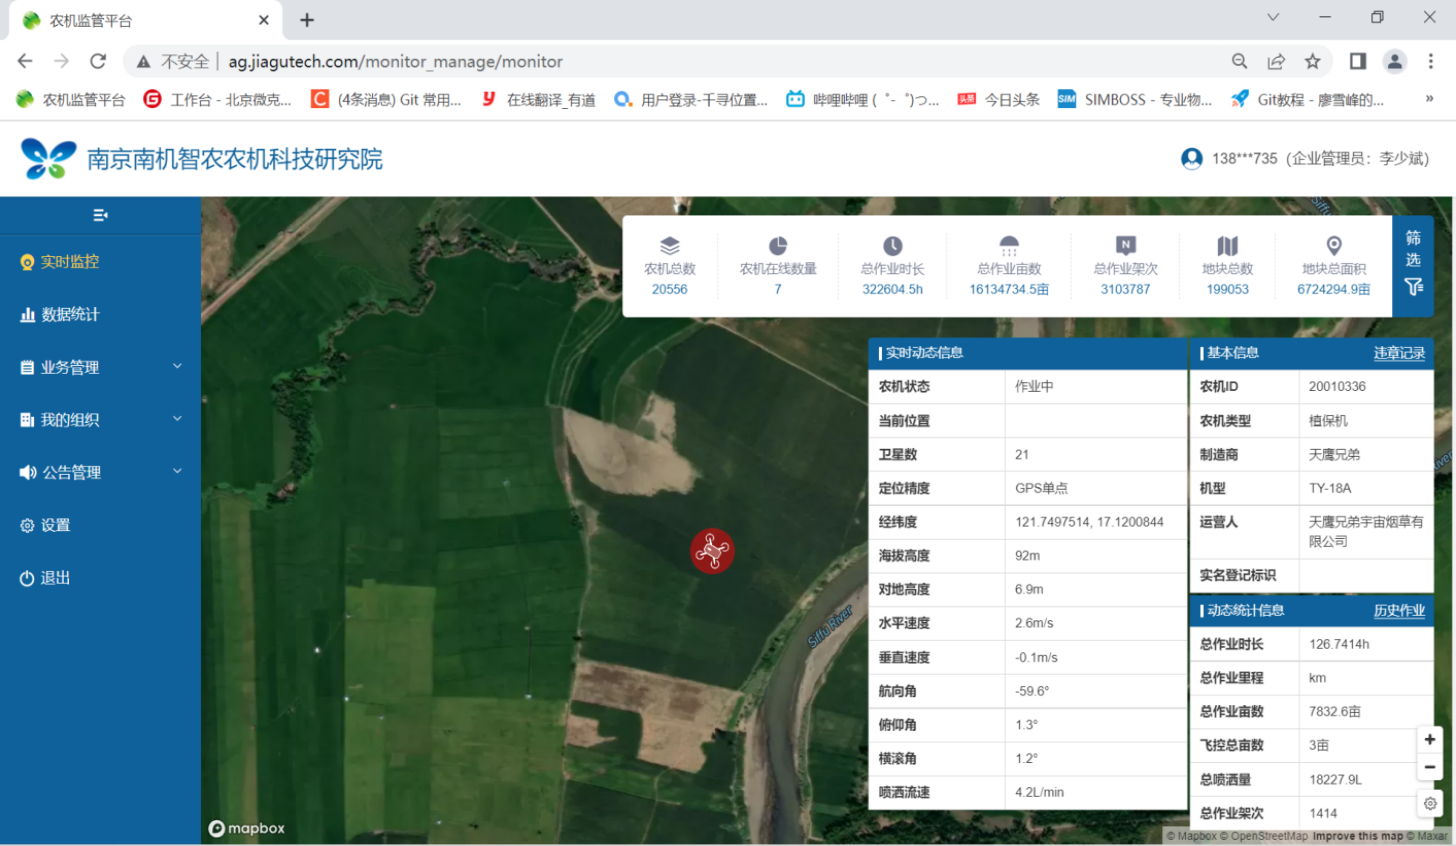 农机监管平台
不安全 ag.jiagutech.com/monitor_manage/monitor
农机监管平台 工作台 - 北京微克... (4条消息) Git 常用... 在线翻译_有道 用户登录-千寻位置... 哔哩哔哩 ( ゜- ゜)つ... 头条 今日头条 SIM SIMBOSS - 专业物... Git教程 - 廖雪峰的... »
南京南机智农农机科技研究院
138***735 (企业管理员：李少斌)
实时监控
数据统计
业务管理
我的组织
公告管理
设置
退出
农机总数
20556
农机在线数量
7
总作业时长
322604.5h
总作业亩数
16134734.5亩
总作业架次
3103787
地块总数
199053
地块总面积
6724294.9亩
筛选
实时动态信息
农机状态 作业中
当前位置
卫星数 21
定位精度 GPS单点
经纬度 121.7497514, 17.1200844
海拔高度 92m
对地高度 6.9m
水平速度 2.6m/s
垂直速度 -0.1m/s
航向角 -59.6°
俯仰角 1.3°
横滚角 1.2°
喷洒流速 4.2L/min
基本信息 违章记录
农机ID 20010336
农机类型 植保机
制造商 天鹰兄弟
机型 TY-18A
运营人 天鹰兄弟宇宙烟草有
限公司
实名登记标识
动态统计信息 历史作业
总作业时长 126.7414h
总作业里程 km
总作业亩数 7832.6亩
飞控总亩数 3亩
总喷洒量 18227.9L
总作业架次 1414
Siffu River
mapbox
© Mapbox © OpenStreetMap Improve this map © Maxar